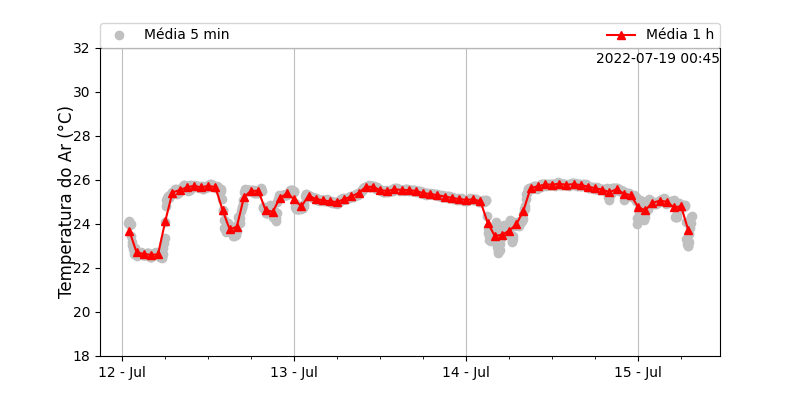 Média 5 min
Média 1 h
2022-07-19 00:45
Temperatura do Ar (°C)
32
30
28
26
24
22
20
18
12 - Jul
13 - Jul
14 - Jul
15 - Jul